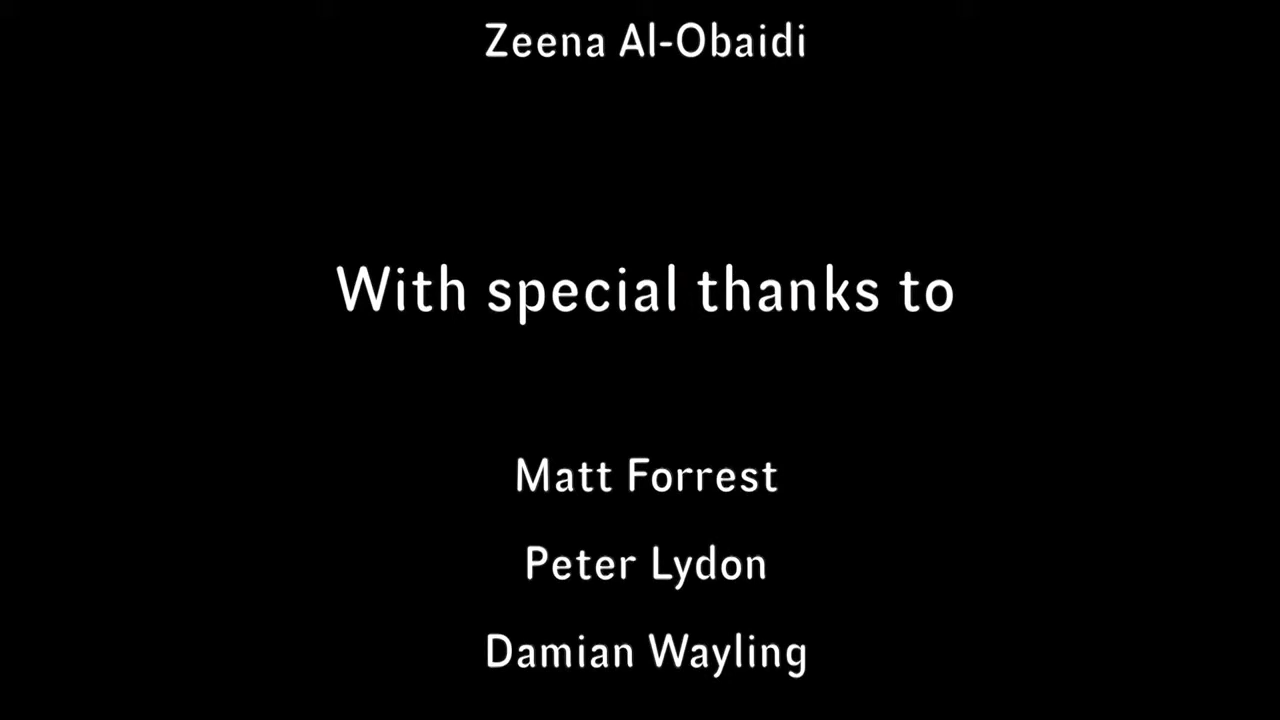 Zeena Al-Obaidi
With special thanks to
Matt Forrest
Peter Lydon
Damian Wayling